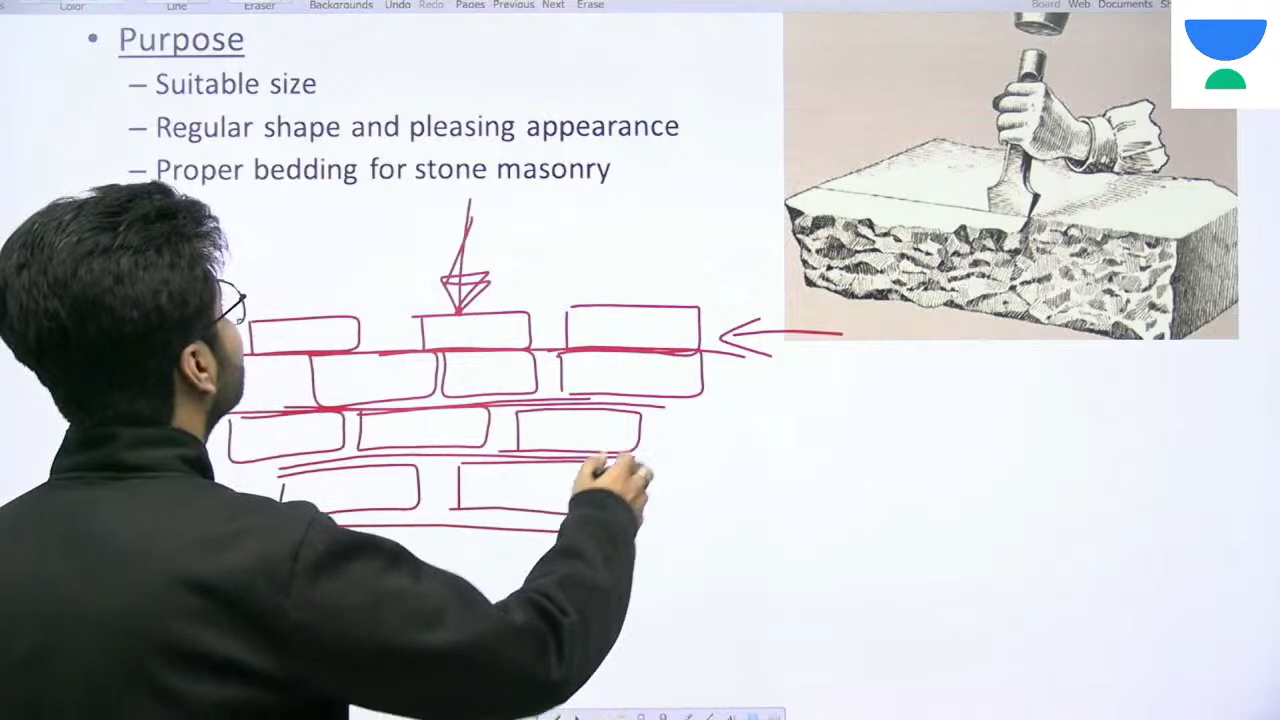 Color
Line
Eraser
Backgrounds
Undo
Redo
Pages
Previous
Next
Erase
Board
Web
Documents
• Purpose
– Suitable size
– Regular shape and pleasing appearance
– Proper bedding for stone masonry